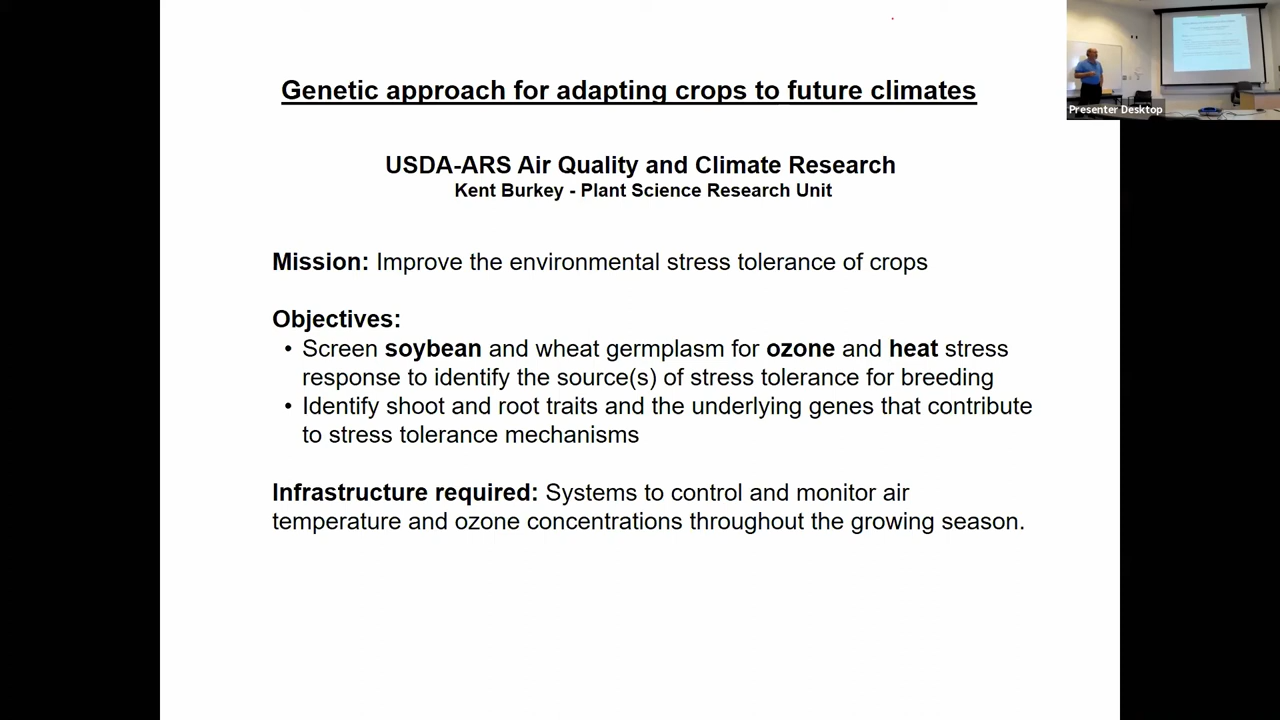 Genetic approach for adapting crops to future climates
USDA-ARS Air Quality and Climate Research
Kent Burkey - Plant Science Research Unit
Mission: Improve the environmental stress tolerance of crops
Objectives:
• Screen soybean and wheat germplasm for ozone and heat stress
response to identify the source(s) of stress tolerance for breeding
• Identify shoot and root traits and the underlying genes that contribute
to stress tolerance mechanisms
Infrastructure required: Systems to control and monitor air
temperature and ozone concentrations throughout the growing season.
Presenter Desktop